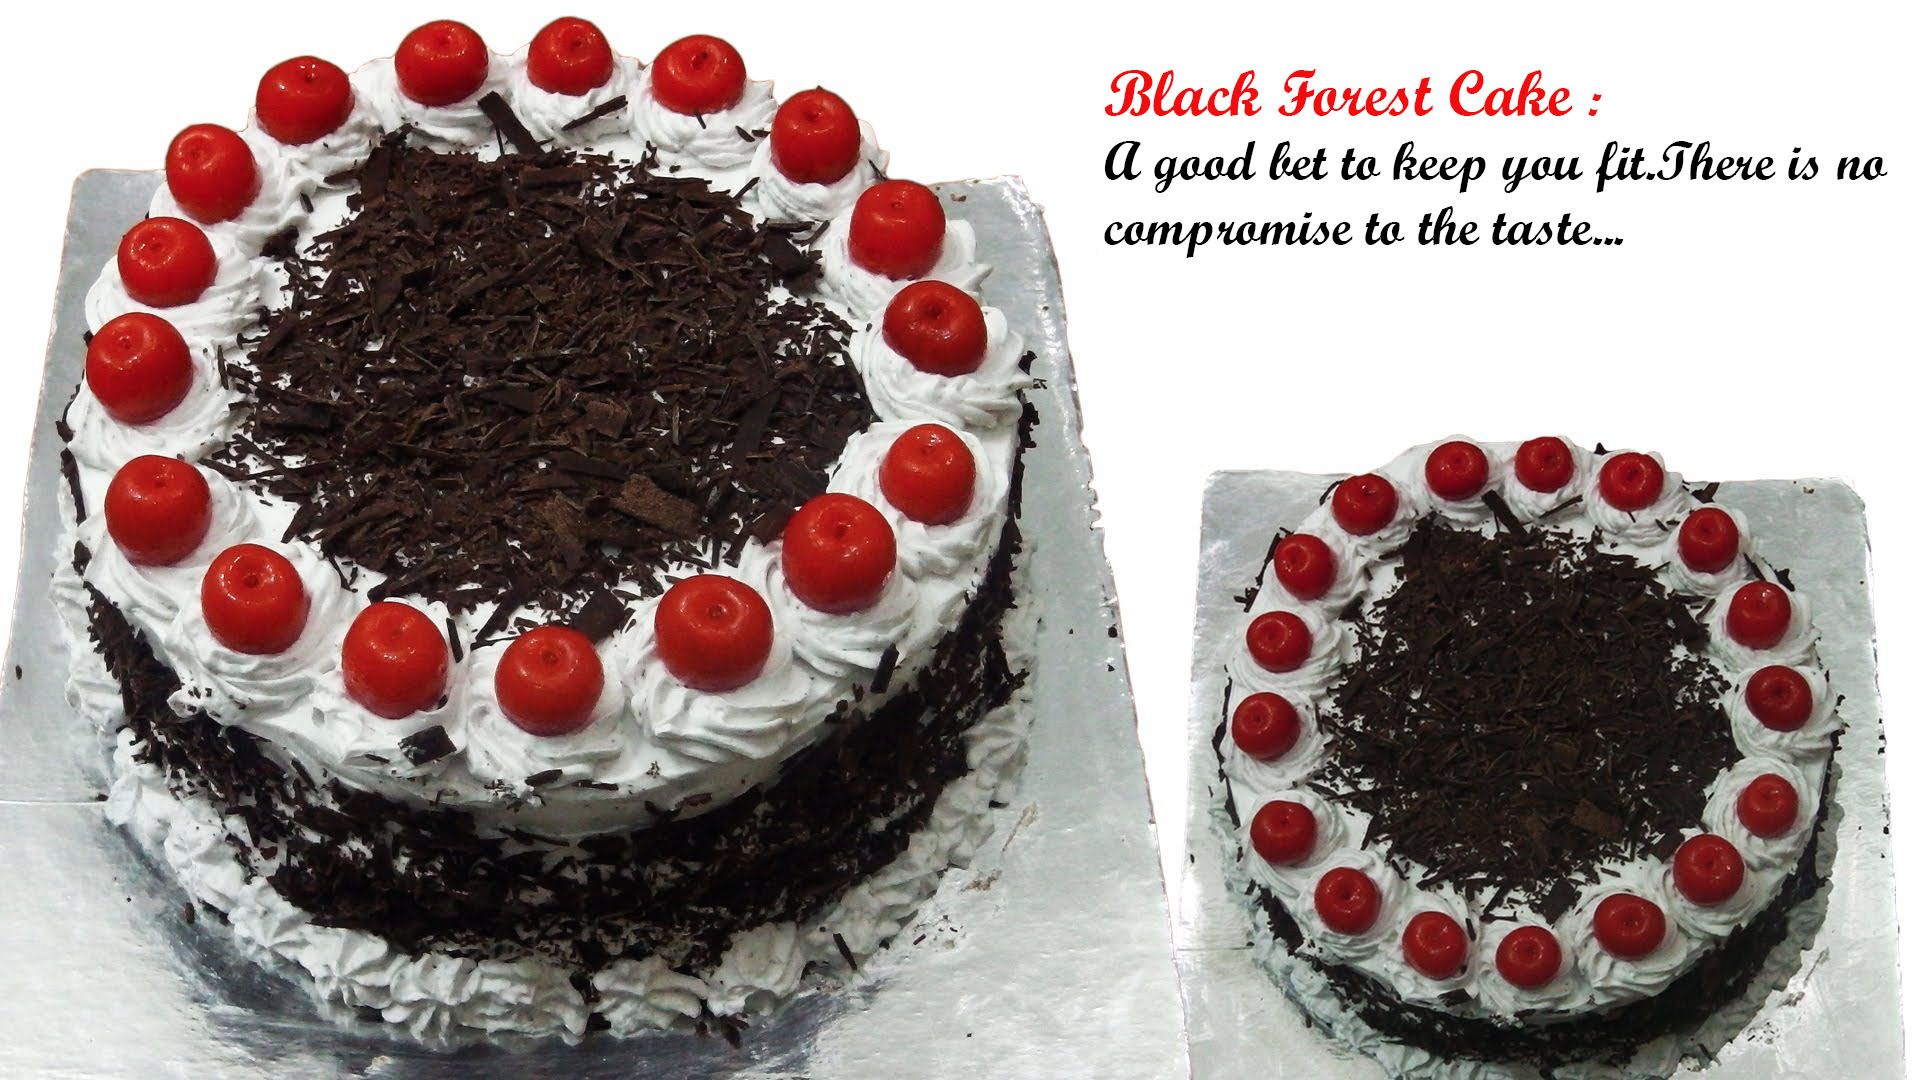 Black Forest Cake :
A good bet to keep you fit.There is no
compromise to the taste...